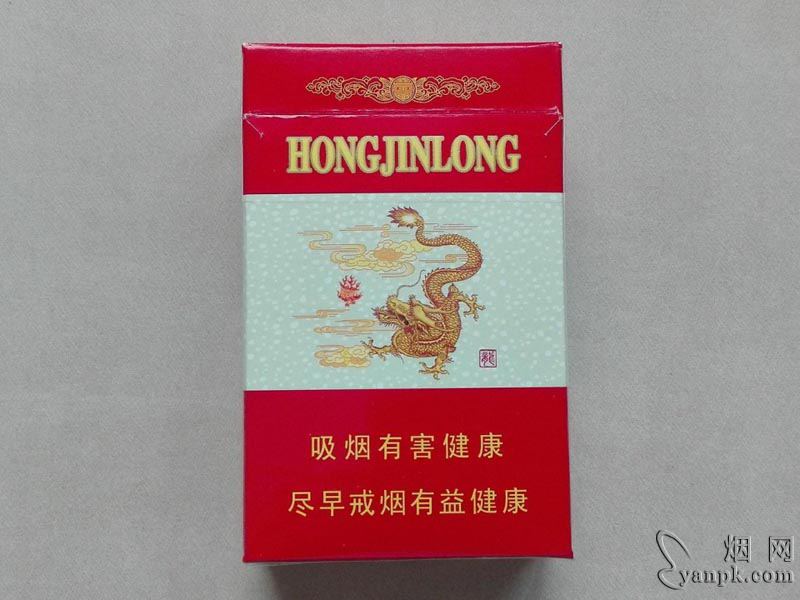 HONGJINLONG
龍
吸烟有害健康
尽早戒烟有益健康
烟网
yanpk.com